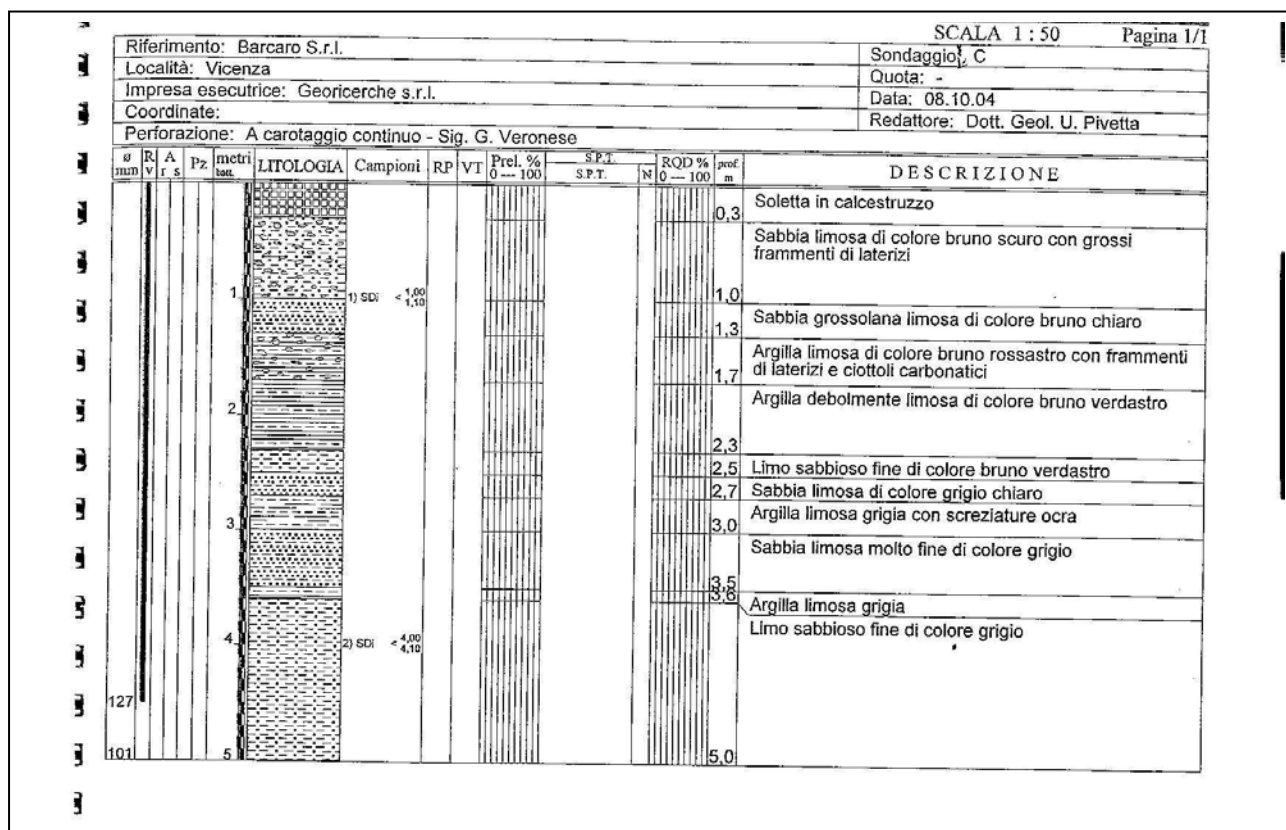 SCALA 1 : 50 Pagina 1/1
Riferimento: Barcaro S.r.l.
Sondaggio: C
Località: Vicenza
Quota: -
Impresa esecutrice: Georicerche s.r.l.
Data: 08.10.04
Coordinate:
Redattore: Dott. Geol. U. Pivetta
Perforazione: A carotaggio continuo - Sig. G. Veronese
ø mm R v A r s Pz metri batt. LITOLOGIA Campioni RP VT Prel. % 0 --- 100 S.P.T. S.P.T. N RQD % 0 --- 100 prof. m DESCRIZIONE
0,3 Soletta in calcestruzzo
Sabbia limosa di colore bruno scuro con grossi
frammenti di laterizi
1 1) SDi < 1,00 1,10 1,0
1,3 Sabbia grossolana limosa di colore bruno chiaro
Argilla limosa di colore bruno rossastro con frammenti
1,7 di laterizi e ciottoli carbonatici
2 Argilla debolmente limosa di colore bruno verdastro
2,3
2,5 Limo sabbioso fine di colore bruno verdastro
2,7 Sabbia limosa di colore grigio chiaro
3 3,0 Argilla limosa grigia con screziature ocra
Sabbia limosa molto fine di colore grigio
3,5
3,6 Argilla limosa grigia
4 2) SDi < 4,00 4,10 Limo sabbioso fine di colore grigio
127
101 5 5,0